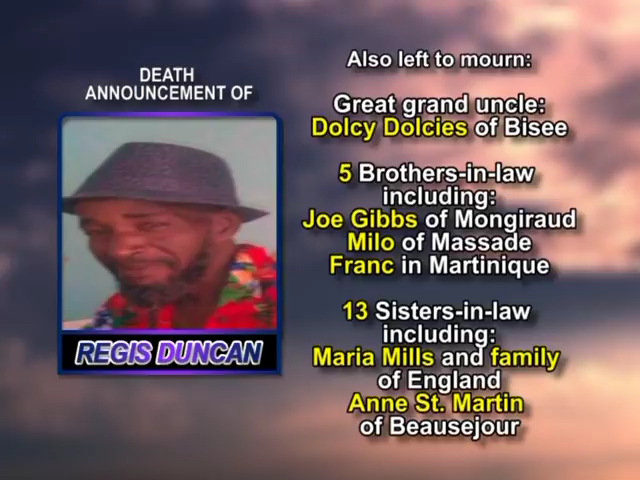 DEATH
ANNOUNCEMENT OF
REGIS DUNCAN
Also left to mourn:
Great grand uncle:
Dolcy Dolcies of Bisee
5 Brothers-in-law
including:
Joe Gibbs of Mongiraud
Milo of Massade
Franc in Martinique
13 Sisters-in-law
including:
Maria Mills and family
of England
Anne St. Martin
of Beausejour